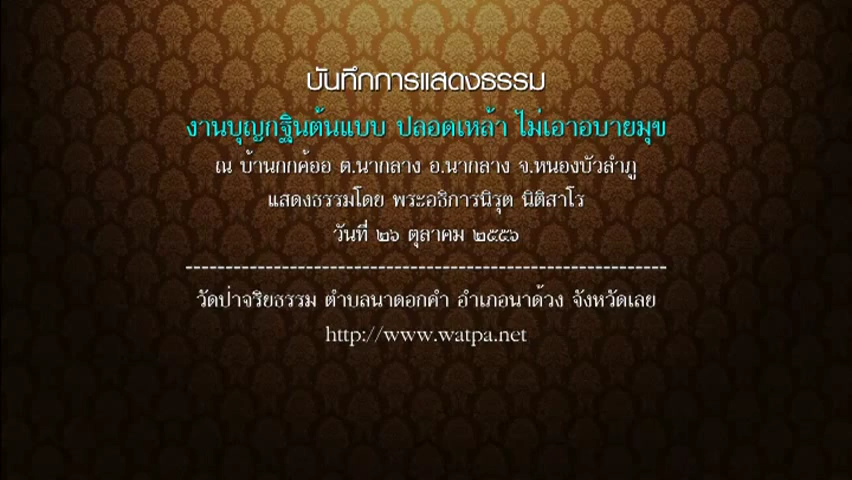 บันทึกการแสดงธรรม
งานบุญกฐินต้นแบบ ปลอดเหล้า ไม่เอาอบายมุข
ณ บ้านกกค้ออ ต.นากลาง อ.นากลาง จ.หนองบัวลำภู
แสดงธรรมโดย พระอธิการนิรุต นิติสาโร
วันที่ ๒๖ ตุลาคม ๒๕๕๖
------------------------------------------------------------
วัดป่าจริยธรรม ตำบลนาดอกคำ อำเภอนาด้วง จังหวัดเลย
http://www.watpa.net